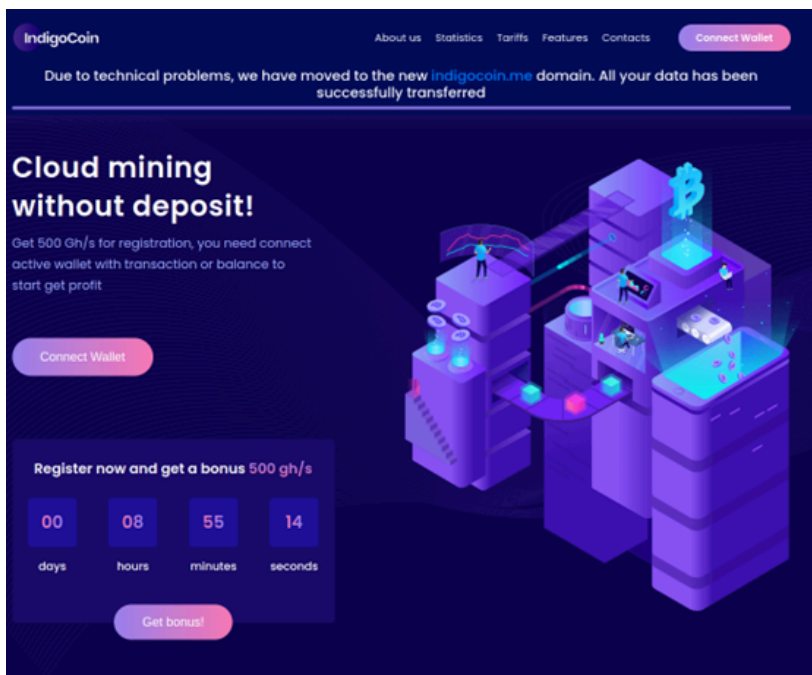 IndigoCoin
About us Statistics Tariffs Features Contacts Connect Wallet
Due to technical problems, we have moved to the new indigocoin.me domain. All your data has been
successfully transferred
Cloud mining
without deposit!
Get 500 Gh/s for registration, you need connect
active wallet with transaction or balance to
start get profit
Connect Wallet
Register now and get a bonus 500 gh/s
00 08 55 14
days hours minutes seconds
Get bonus!